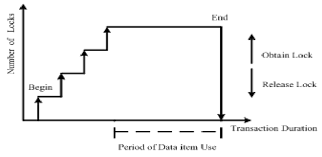 Number of Locks
Begin
End
Obtain Lock
Release Lock
Transaction Duration
Period of Data item Use